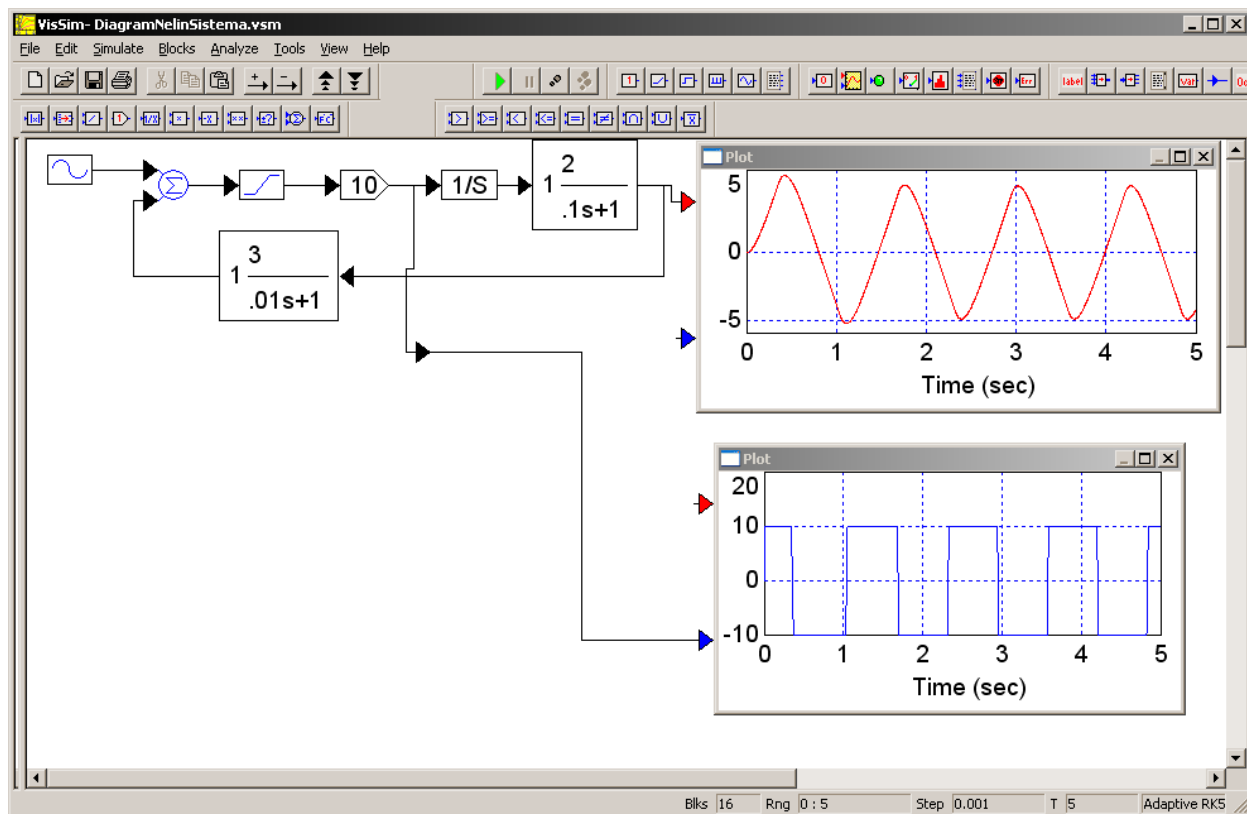 VisSim- DiagramNelinSistema.vsm
File Edit Simulate Blocks Analyze Tools View Help
label
var
Err
10
1/S
2
1
.1s+1
3
1
.01s+1
Plot
5
0
-5
0 1 2 3 4 5
Time (sec)
Plot
20
10
0
-10
0 1 2 3 4 5
Time (sec)
Blks 16 Rng 0 : 5 Step 0.001 T 5 Adaptive RK5